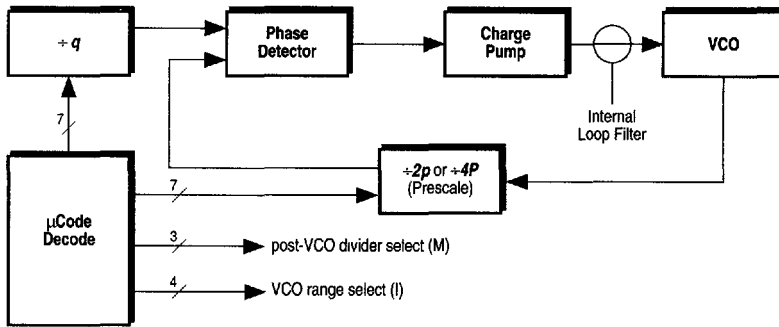 ÷ q
Phase
Detector
Charge
Pump
VCO
Internal
Loop Filter
7
÷2p or ÷4P
(Prescale)
μCode
Decode
7
3
post-VCO divider select (M)
4
VCO range select (I)